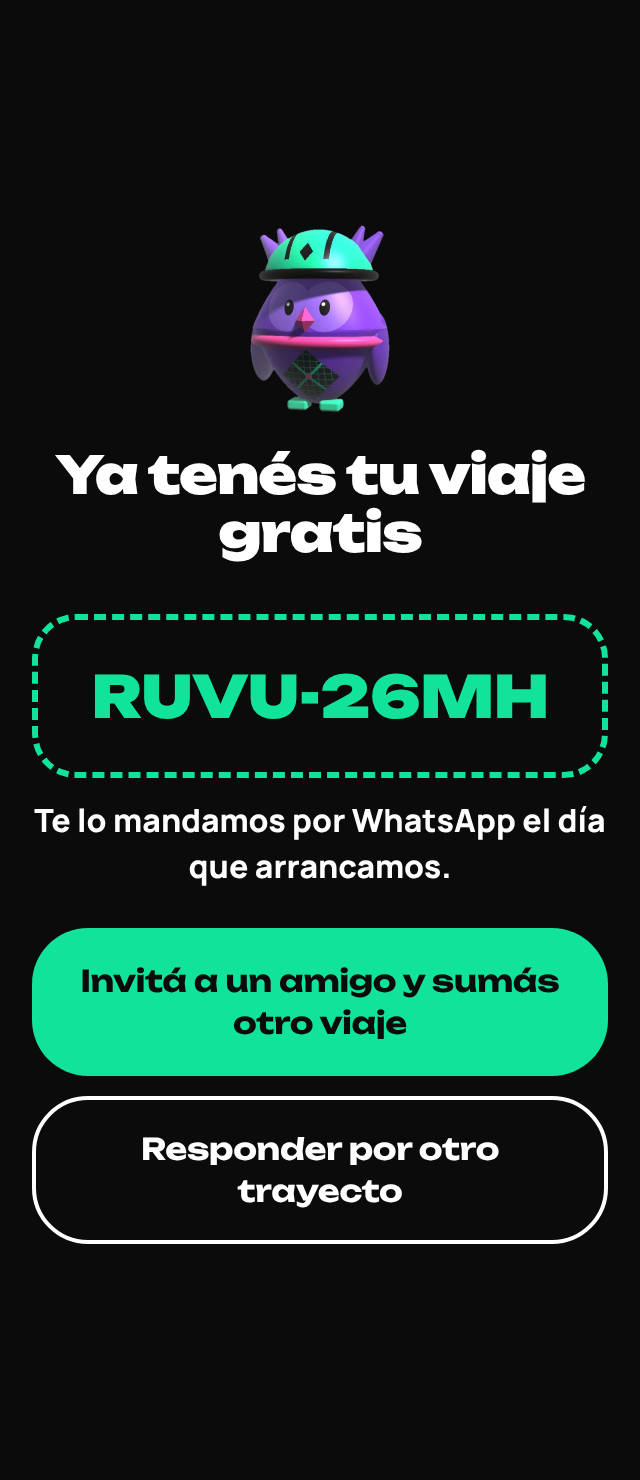 Ya tenés tu viaje
gratis
RUVU-26MH
Te lo mandamos por WhatsApp el día
que arrancamos.
Invitá a un amigo y sumás
otro viaje
Responder por otro
trayecto